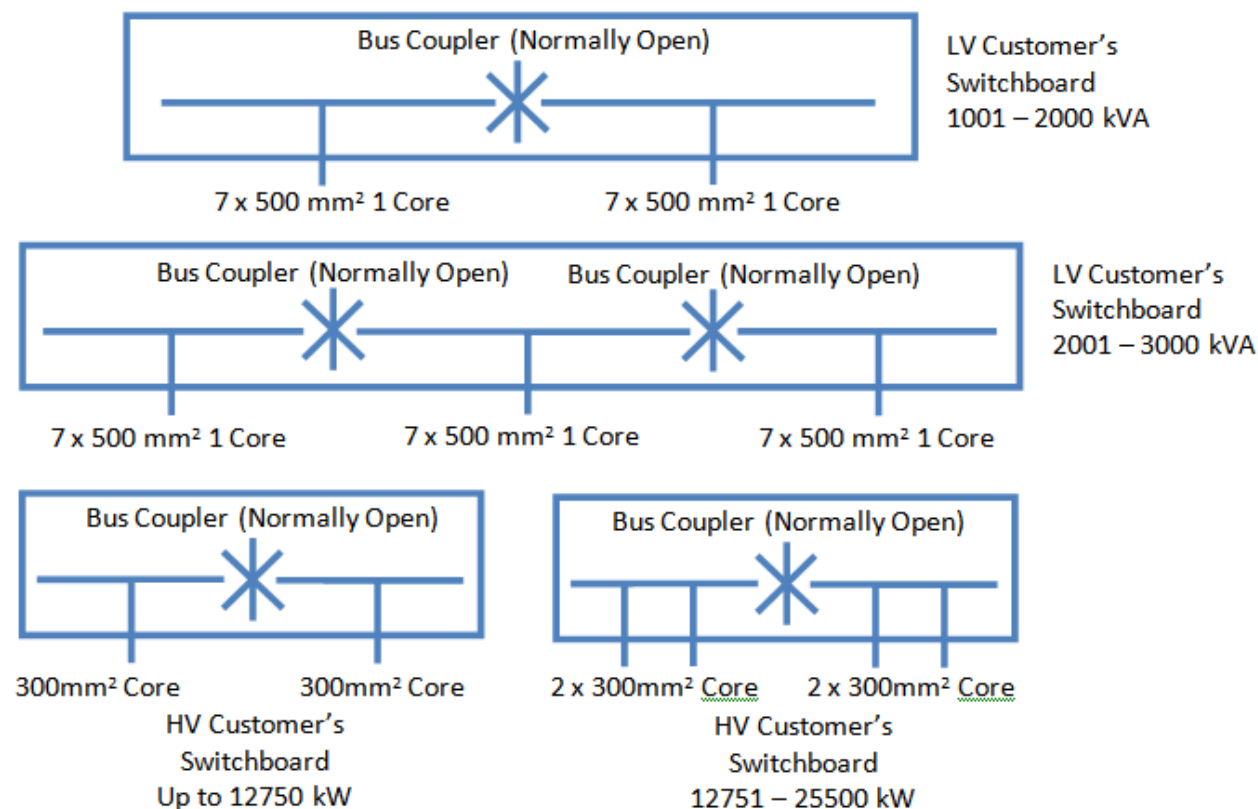 Bus Coupler (Normally Open)
LV Customer's
Switchboard
1001 – 2000 kVA
7 x 500 mm² 1 Core
7 x 500 mm² 1 Core
Bus Coupler (Normally Open)
Bus Coupler (Normally Open)
LV Customer's
Switchboard
2001 – 3000 kVA
7 x 500 mm² 1 Core
7 x 500 mm² 1 Core
7 x 500 mm² 1 Core
Bus Coupler (Normally Open)
300mm² Core
300mm² Core
HV Customer's
Switchboard
Up to 12750 kW
Bus Coupler (Normally Open)
2 x 300mm² Core
2 x 300mm² Core
HV Customer's
Switchboard
12751 – 25500 kW